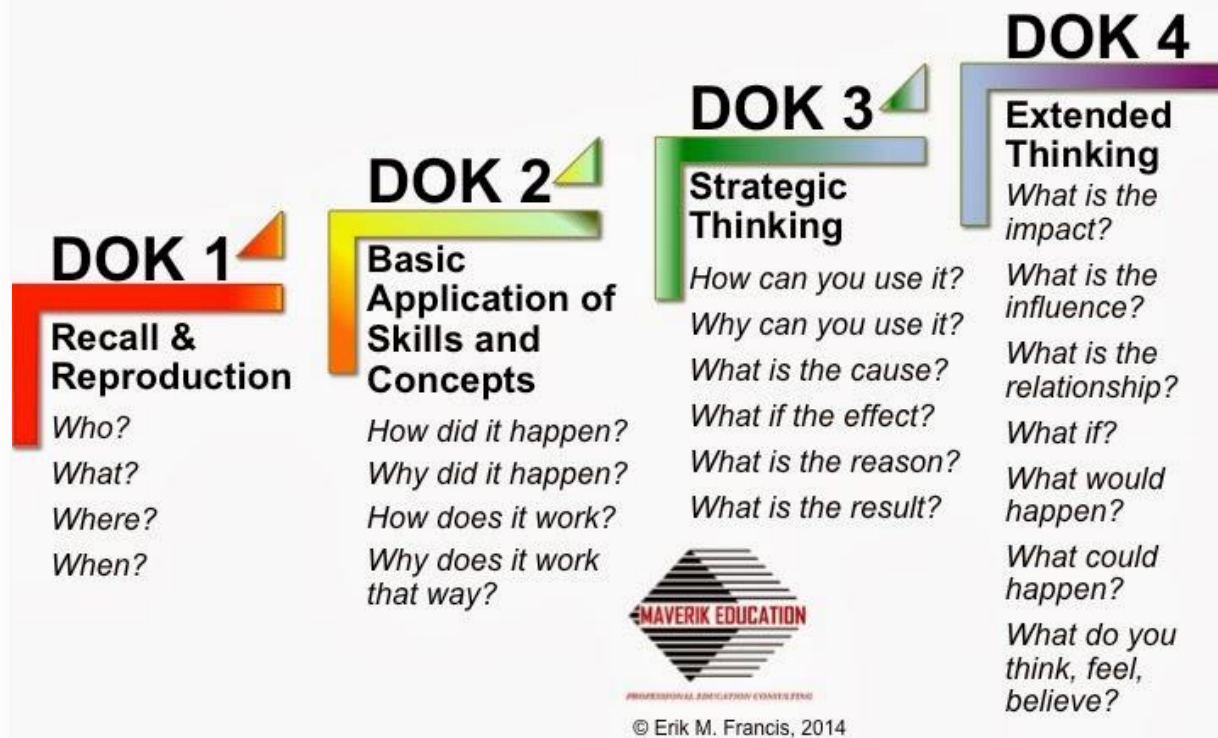 DOK 1
Recall &
Reproduction
Who?
What?
Where?
When?
DOK 2
Basic
Application of
Skills and
Concepts
How did it happen?
Why did it happen?
How does it work?
Why does it work
that way?
DOK 3
Strategic
Thinking
How can you use it?
Why can you use it?
What is the cause?
What if the effect?
What is the reason?
What is the result?
DOK 4
Extended
Thinking
What is the
impact?
What is the
influence?
What is the
relationship?
What if?
What would
happen?
What could
happen?
What do you
think, feel,
believe?
MAVERIK EDUCATION
PROFESSIONAL EDUCATION CONSULTING
© Erik M. Francis, 2014